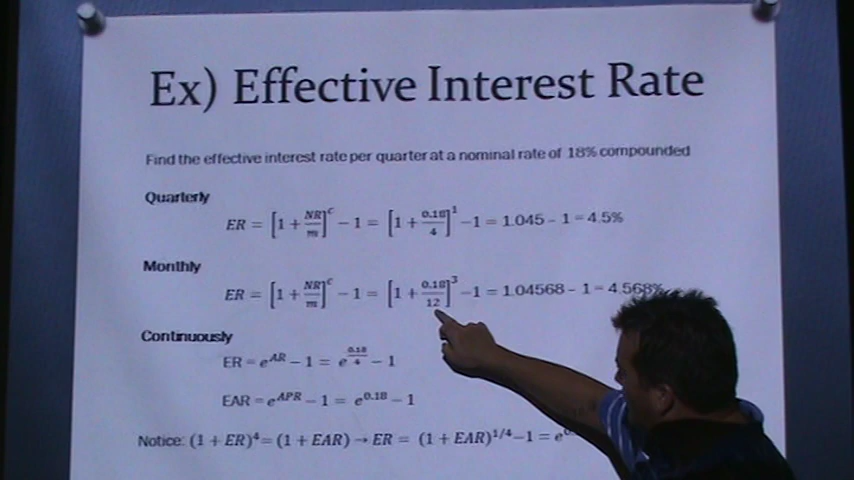 Ex) Effective Interest Rate
Find the effective interest rate per quarter at a nominal rate of 18% compounded
Quarterly
ER = [1 + NR/m]^c − 1 = [1 + 0.18/4]^1 − 1 = 1.045 − 1 = 4.5%
Monthly
ER = [1 + NR/m]^c − 1 = [1 + 0.18/12]^3 − 1 = 1.04568 − 1 = 4.568%
Continuously
ER = e^AR − 1 = e^(0.18/4) − 1
EAR = e^APR − 1 = e^0.18 − 1
Notice: (1 + ER)^4 = (1 + EAR) → ER = (1 + EAR)^1/4 − 1 = e